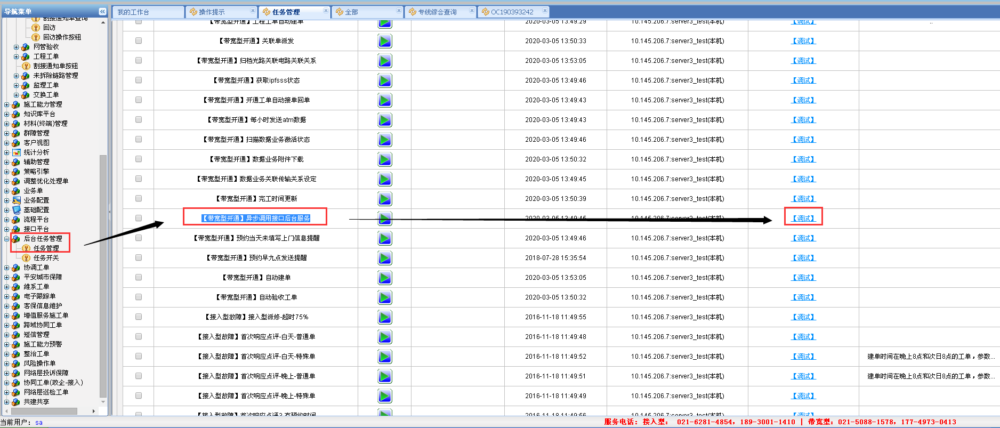 导航菜单
我的工作台
操作提示
任务管理
全部
专线综合查询
OC190393242
割接通知单查询
回访
回访操作按钮
网管验收
工程工单
割接通知单按钮
未拆除链路管理
监理工单
交换工单
施工能力管理
知识库平台
材料(终端)管理
群障管理
客户视图
统计分析
辅助管理
策略引擎
调整优化处理单
业务单
业务配置
基础配置
流程平台
接口平台
后台任务管理
任务管理
任务开关
协调工单
平安城市保障
维系工单
电子跟踪单
客保信息维护
增值服务施工单
跨域协同工单
短信管理
施工能力预警
整治工单
风险操作单
网络层投诉保障
协同工单(政企-接入)
网络层巡检工单
共建共享
【带宽型开通】工程工单自动建单 2020-03-05 13:49:29 10.145.206.7:server3_test(本机) 【调试】 ..
【带宽型开通】关联单派发 2020-03-05 13:50:33 10.145.206.7:server3_test(本机) 【调试】
【带宽型开通】归档光路关联电路关联关系 2020-03-05 13:53:05 10.145.206.7:server3_test(本机) 【调试】
【带宽型开通】获取ipfsss状态 2020-03-05 13:49:46 10.145.206.7:server3_test(本机) 【调试】
【带宽型开通】开通工单自动接单回单 2020-03-05 13:49:43 10.145.206.7:server3_test(本机) 【调试】
【带宽型开通】每小时发送atm数据 2020-03-05 13:49:43 10.145.206.7:server3_test(本机) 【调试】
【带宽型开通】扫描数据业务激活状态 2020-03-05 13:49:46 10.145.206.7:server3_test(本机) 【调试】
【带宽型开通】数据业务附件下载 2020-03-05 13:50:32 10.145.206.7:server3_test(本机) 【调试】
【带宽型开通】数据业务关联传输关系设定 2020-03-05 13:49:45 10.145.206.7:server3_test(本机) 【调试】
【带宽型开通】完工时间更新 2020-03-05 13:50:39 10.145.206.7:server3_test(本机) 【调试】
【带宽型开通】异步调用接口后台服务 2020-03-05 13:49:45 10.145.206.7:server3_test(本机) 【调试】
【带宽型开通】预约当天未填写上门信息提醒 2020-03-05 13:49:46 10.145.206.7:server3_test(本机) 【调试】
【带宽型开通】预约早九点发送提醒 2018-07-28 15:35:54 10.145.206.7:server3_test(本机) 【调试】
【带宽型开通】自动建单 2020-03-05 13:53:05 10.145.206.7:server3_test(本机) 【调试】
【带宽型开通】自动验收工单 2020-03-05 13:50:32 10.145.206.7:server3_test(本机) 【调试】
【接入型故障】接入型派修-超时75% 2016-11-18 11:49:55 10.145.206.7:server3_test(本机) 【调试】
【接入型故障】首次响应点评-白天-普通单 2016-11-18 11:49:48 10.145.206.7:server3_test(本机) 【调试】
【接入型故障】首次响应点评-白天-特殊单 2016-11-18 11:49:52 10.145.206.7:server3_test(本机) 【调试】 建单时间在晚上8点和次日8点的工单，参数...
【接入型故障】首次响应点评-晚上-普通单 2016-11-18 11:49:51 10.145.206.7:server3_test(本机) 【调试】 建单时间在晚上8点和次日8点的工单，参数...
【接入型故障】首次响应点评-晚上-特殊单 2016-11-18 11:49:49 10.145.206.7:server3_test(本机) 【调试】
【接入型故障】首次响应点评3-有预约时间 2016-11-18 11:49:56 10.145.206.7:server3_test(本机) 【调试】
当前用户: sa
服务电话: 接入型: 021-6281-4854, 189-3001-1410 | 带宽型: 021-5088-1578, 177-4973-0413